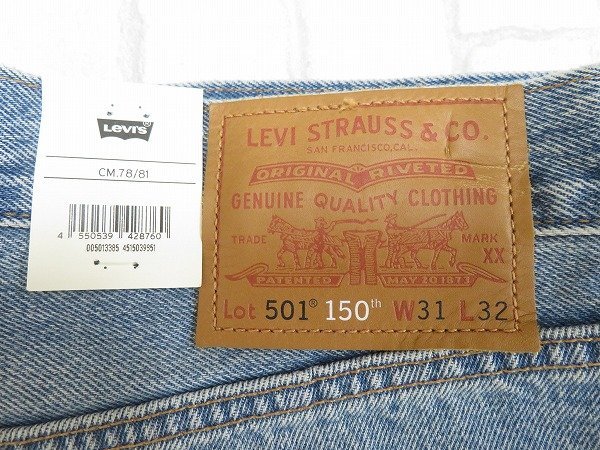 LEVI'S
CM.78/81
4 550539 428760
005013385 4515039951
LEVI STRAUSS & CO.
SAN FRANCISCO, CAL.
ORIGINAL RIVETED
GENUINE QUALITY CLOTHING
TRADE MARK
XX
PATENTED MAY 20 1873
Lot 501® 150th W31 L32